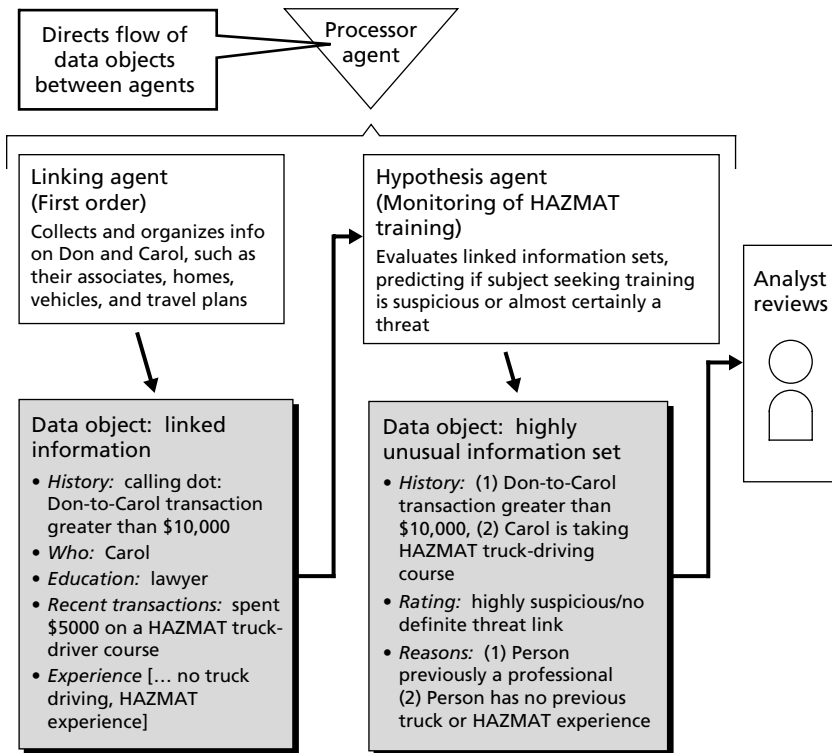 Directs flow of
data objects
between agents
Processor
agent
Linking agent
(First order)
Collects and organizes info
on Don and Carol, such as
their associates, homes,
vehicles, and travel plans
Hypothesis agent
(Monitoring of HAZMAT
training)
Evaluates linked information sets,
predicting if subject seeking training
is suspicious or almost certainly a
threat
Analyst
reviews
Data object:  linked
information
• History:  calling dot:
Don-to-Carol transaction
greater than $10,000
• Who:  Carol
• Education:  lawyer
• Recent transactions:  spent
$5000 on a HAZMAT truck-
driver course
• Experience [… no truck
driving, HAZMAT
experience]
Data object:  highly
unusual information set
• History:  (1) Don-to-Carol
transaction greater than
$10,000, (2) Carol is taking
HAZMAT truck-driving
course
• Rating:  highly suspicious/no
definite threat link
• Reasons:  (1) Person
previously a professional
(2) Person has no previous
truck or HAZMAT experience